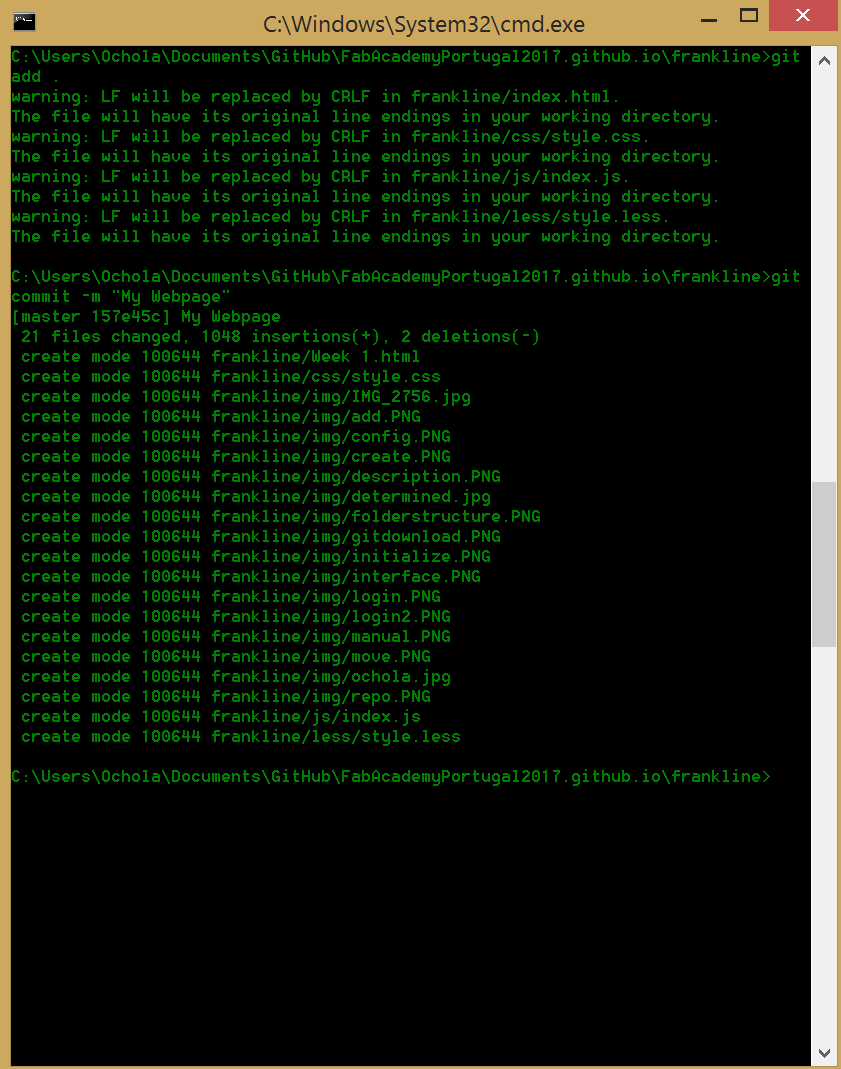 C:\Windows\System32\cmd.exe
C:\Users\Ochola\Documents\GitHub\FabAcademyPortugal2017.github.io\frankline>git
add .
warning: LF will be replaced by CRLF in frankline/index.html.
The file will have its original line endings in your working directory.
warning: LF will be replaced by CRLF in frankline/css/style.css.
The file will have its original line endings in your working directory.
warning: LF will be replaced by CRLF in frankline/js/index.js.
The file will have its original line endings in your working directory.
warning: LF will be replaced by CRLF in frankline/less/style.less.
The file will have its original line endings in your working directory.
C:\Users\Ochola\Documents\GitHub\FabAcademyPortugal2017.github.io\frankline>git
commit -m "My Webpage"
[master 157e45c] My Webpage
 21 files changed, 1048 insertions(+), 2 deletions(-)
 create mode 100644 frankline/Week 1.html
 create mode 100644 frankline/css/style.css
 create mode 100644 frankline/img/IMG_2756.jpg
 create mode 100644 frankline/img/add.PNG
 create mode 100644 frankline/img/config.PNG
 create mode 100644 frankline/img/create.PNG
 create mode 100644 frankline/img/description.PNG
 create mode 100644 frankline/img/determined.jpg
 create mode 100644 frankline/img/folderstructure.PNG
 create mode 100644 frankline/img/gitdownload.PNG
 create mode 100644 frankline/img/initialize.PNG
 create mode 100644 frankline/img/interface.PNG
 create mode 100644 frankline/img/login.PNG
 create mode 100644 frankline/img/login2.PNG
 create mode 100644 frankline/img/manual.PNG
 create mode 100644 frankline/img/move.PNG
 create mode 100644 frankline/img/ochola.jpg
 create mode 100644 frankline/img/repo.PNG
 create mode 100644 frankline/js/index.js
 create mode 100644 frankline/less/style.less
C:\Users\Ochola\Documents\GitHub\FabAcademyPortugal2017.github.io\frankline>